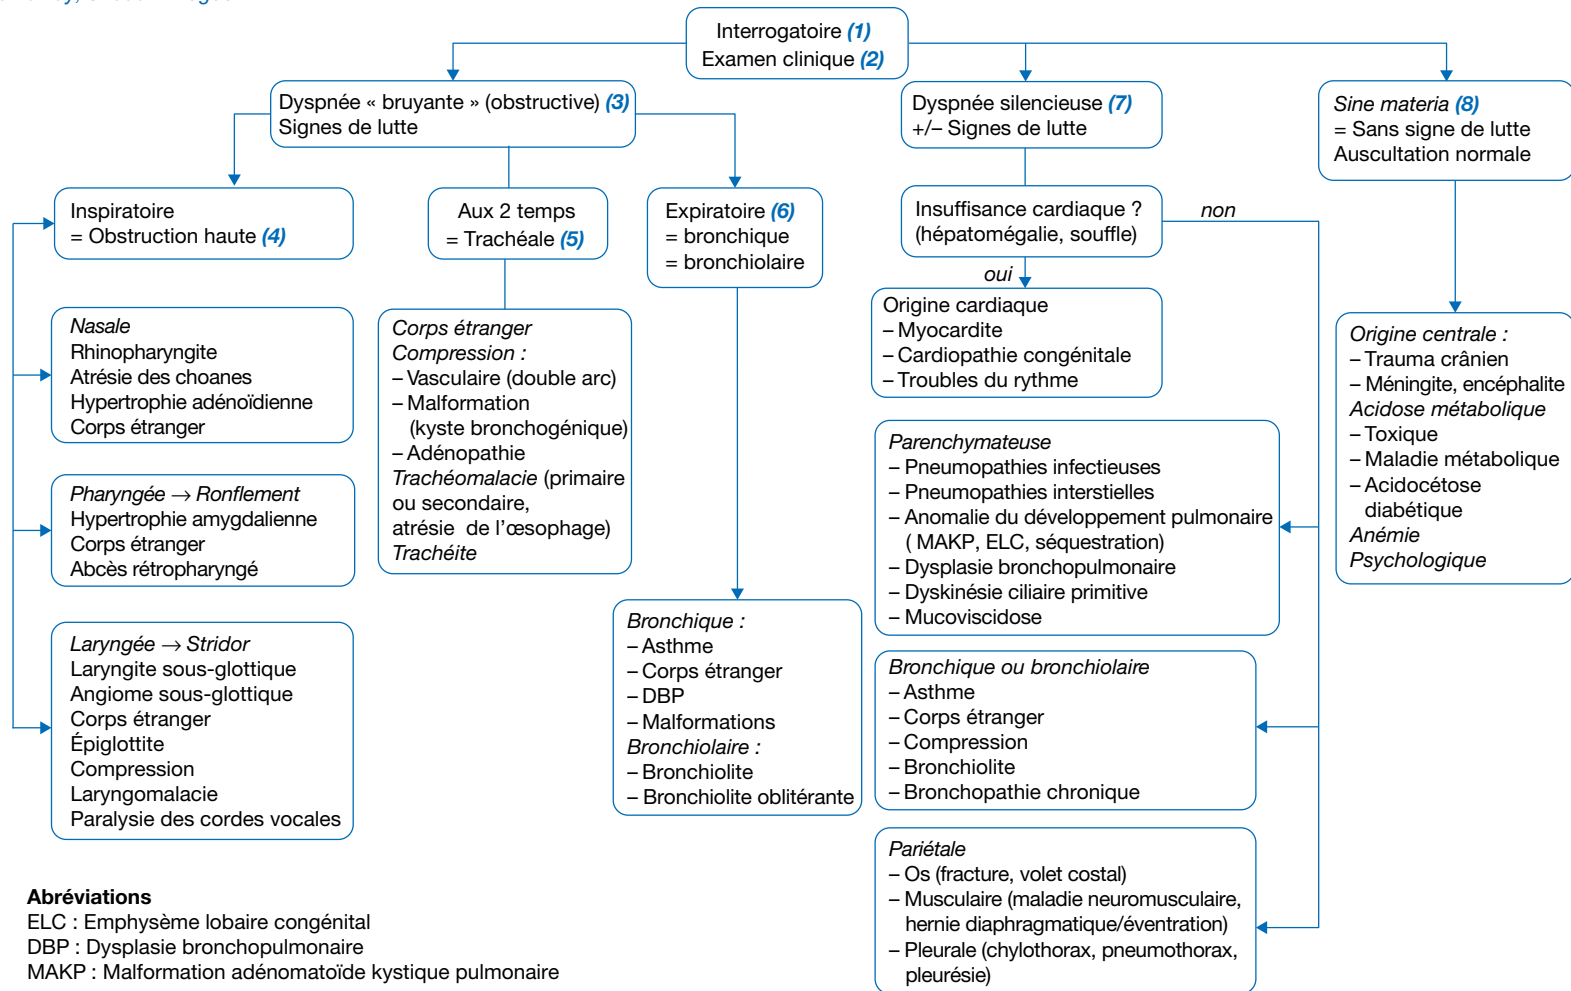 Interrogatoire (1)
Examen clinique (2)
Dyspnée « bruyante » (obstructive) (3)
Signes de lutte
Dyspnée silencieuse (7)
+/– Signes de lutte
Sine materia (8)
= Sans signe de lutte
Auscultation normale
Inspiratoire
= Obstruction haute (4)
Aux 2 temps
= Trachéale (5)
Expiratoire (6)
= bronchique
= bronchiolaire
Insuffisance cardiaque ?
(hépatomégalie, souffle)
non
oui
Nasale
Rhinopharyngite
Atrésie des choanes
Hypertrophie adénoïdienne
Corps étranger
Pharyngée → Ronflement
Hypertrophie amygdalienne
Corps étranger
Abcès rétropharyngé
Laryngée → Stridor
Laryngite sous-glottique
Angiome sous-glottique
Corps étranger
Épiglottite
Compression
Laryngomalacie
Paralysie des cordes vocales
Corps étranger
Compression :
– Vasculaire (double arc)
– Malformation
(kyste bronchogénique)
– Adénopathie
Trachéomalacie (primaire
ou secondaire,
atrésie de l'œsophage)
Trachéite
Bronchique :
– Asthme
– Corps étranger
– DBP
– Malformations
Bronchiolaire :
– Bronchiolite
– Bronchiolite oblitérante
Origine cardiaque
– Myocardite
– Cardiopathie congénitale
– Troubles du rythme
Parenchymateuse
– Pneumopathies infectieuses
– Pneumopathies interstielles
– Anomalie du développement pulmonaire
( MAKP, ELC, séquestration)
– Dysplasie bronchopulmonaire
– Dyskinésie ciliaire primitive
– Mucoviscidose
Bronchique ou bronchiolaire
– Asthme
– Corps étranger
– Compression
– Bronchiolite
– Bronchopathie chronique
Pariétale
– Os (fracture, volet costal)
– Musculaire (maladie neuromusculaire,
hernie diaphragmatique/éventration)
– Pleurale (chylothorax, pneumothorax,
pleurésie)
Origine centrale :
– Trauma crânien
– Méningite, encéphalite
Acidose métabolique
– Toxique
– Maladie métabolique
– Acidocétose
diabétique
Anémie
Psychologique
Abréviations
ELC : Emphysème lobaire congénital
DBP : Dysplasie bronchopulmonaire
MAKP : Malformation adénomatoïde kystique pulmonaire